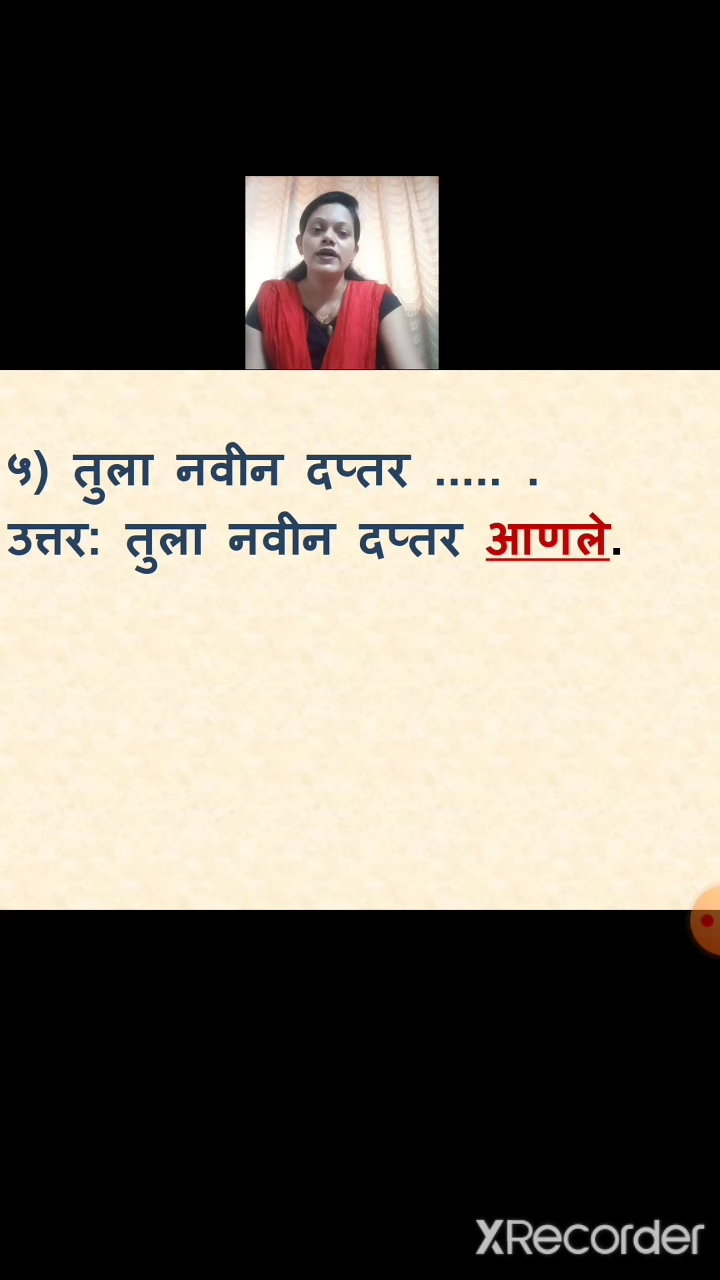 ५) तुला नवीन दप्तर ..... .
उत्तर: तुला नवीन दप्तर आणले.
XRecorder